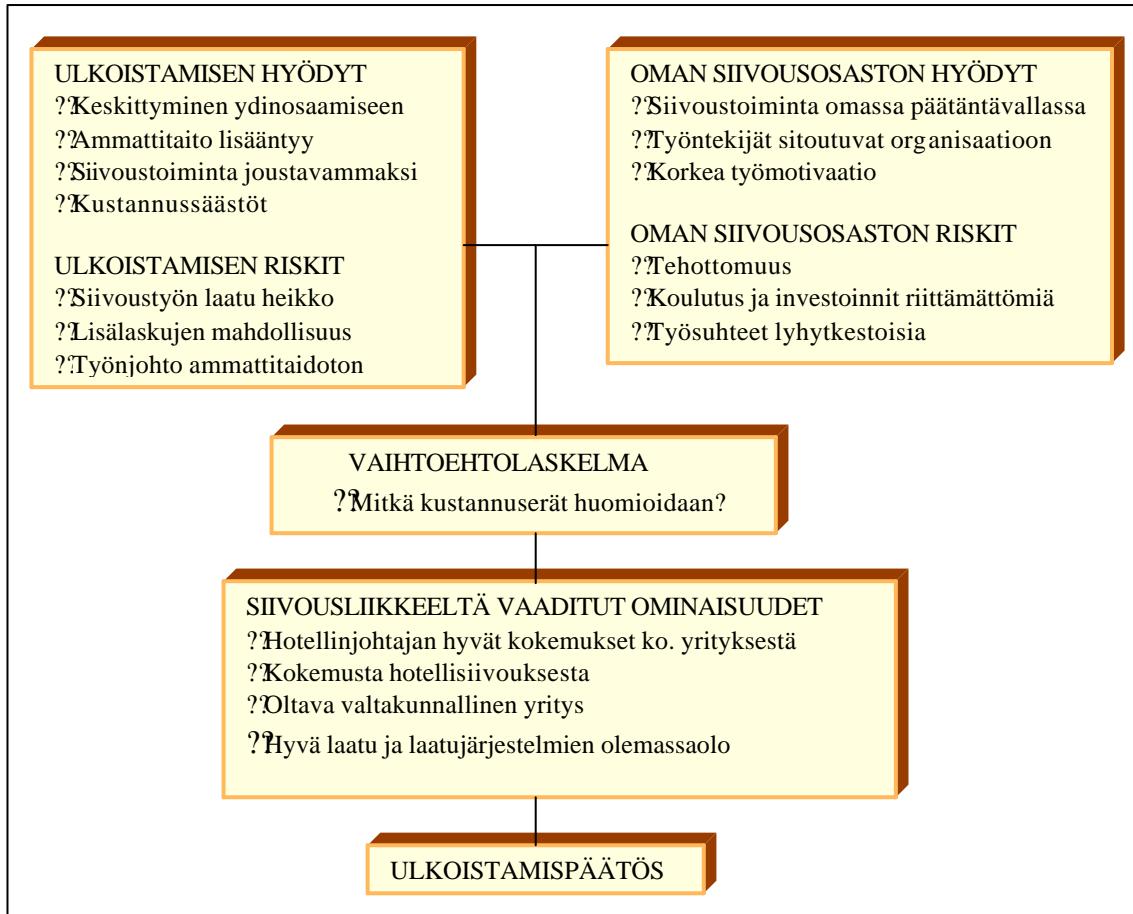 ULKOISTAMISEN HYÖDYT
??Keskittyminen ydinosaamiseen
??Ammattitaito lisääntyy
??Siivoustoiminta joustavammaksi
??Kustannussäästöt
ULKOISTAMISEN RISKIT
??Siivoustyön laatu heikko
??Lisälaskujen mahdollisuus
??Työnjohto ammattitaidoton
OMAN SIIVOUSOSASTON HYÖDYT
??Siivoustoiminta omassa päätäntävallassa
??Työntekijät sitoutuvat organisaatioon
??Korkea työmotivaatio
OMAN SIIVOUSOSASTON RISKIT
??Tehottomuus
??Koulutus ja investoinnit riittämättömiä
??Työsuhteet lyhytkestoisia
VAIHTOEHTOLASKELMA
??Mitkä kustannuserät huomioidaan?
SIIVOUSLIIKKEELTÄ VAADITUT OMINAISUUDET
??Hotellinjohtajan hyvät kokemukset ko. yrityksestä
??Kokemusta hotellisiivouksesta
??Oltava valtakunnallinen yritys
??Hyvä laatu ja laatujärjestelmien olemassaolo
ULKOISTAMISPÄÄTÖS